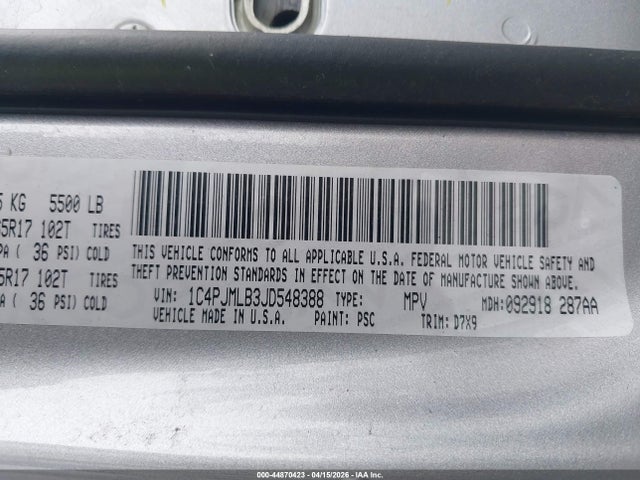 5 KG 5500 LB
5R17 102T TIRES
PA ( 36 PSI) COLD
5R17 102T TIRES
PA ( 36 PSI) COLD
THIS VEHICLE CONFORMS TO ALL APPLICABLE U.S.A. FEDERAL MOTOR VEHICLE SAFETY AND
THEFT PREVENTION STANDARDS IN EFFECT ON THE DATE OF MANUFACTURE SHOWN ABOVE.
VIN: 1C4PJMLB3JD548388 TYPE: MPV MDH:092918 287AA
VEHICLE MADE IN U.S.A. PAINT: PSC TRIM: D7X9
000-44870423 - 04/15/2026 - IAA Inc.